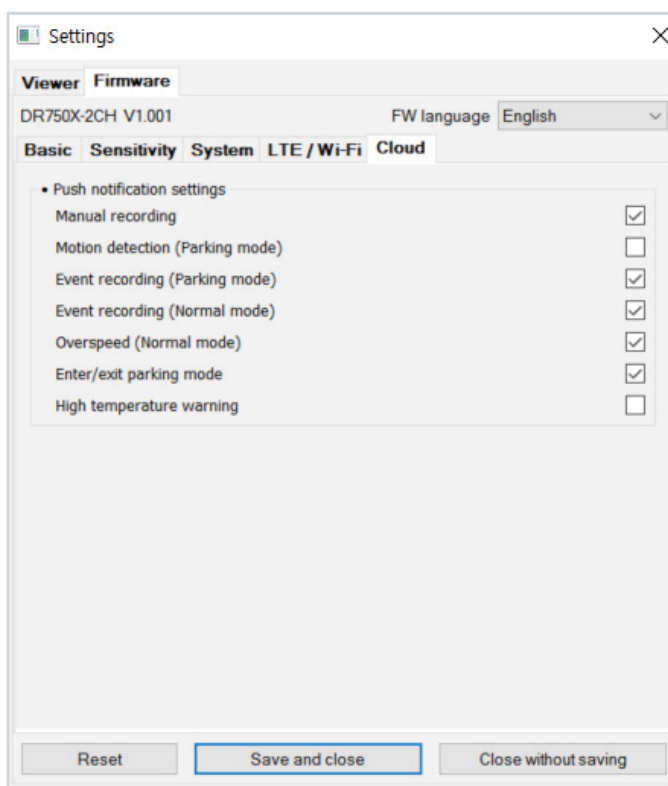 Settings
Viewer Firmware
DR750X-2CH V1.001 FW language English
Basic Sensitivity System LTE / Wi-Fi Cloud
• Push notification settings
Manual recording
Motion detection (Parking mode)
Event recording (Parking mode)
Event recording (Normal mode)
Overspeed (Normal mode)
Enter/exit parking mode
High temperature warning
Reset Save and close Close without saving